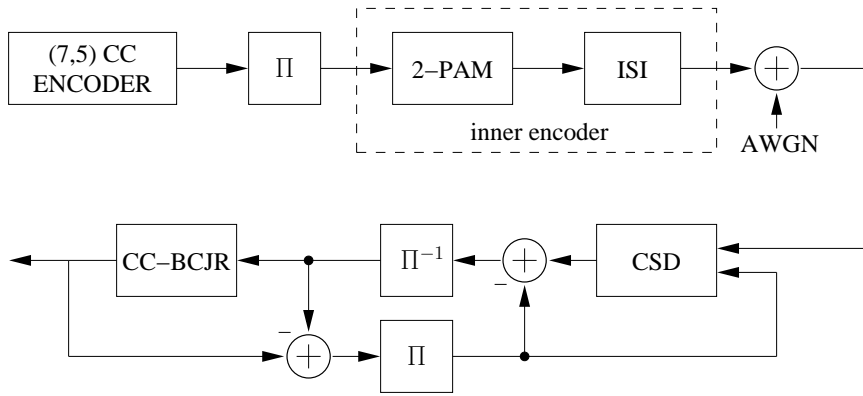 (7,5) CC
ENCODER
Π
2−PAM
ISI
inner encoder
AWGN
CC−BCJR
Π−1
CSD
−
−
Π